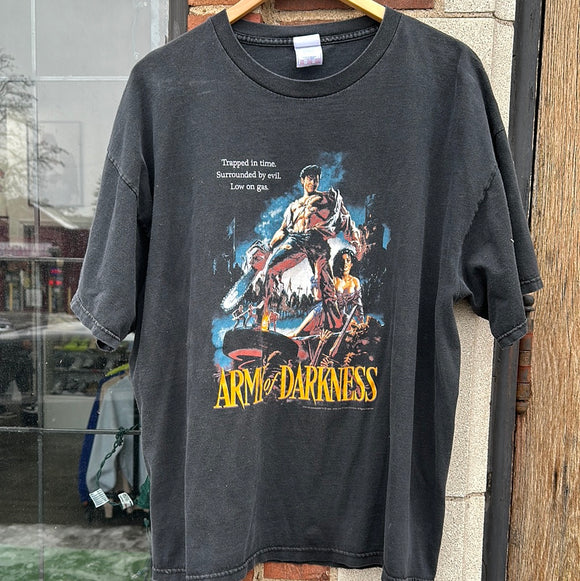 Trapped in time.
Surrounded by evil.
Low on gas.
ARMY of DARKNESS